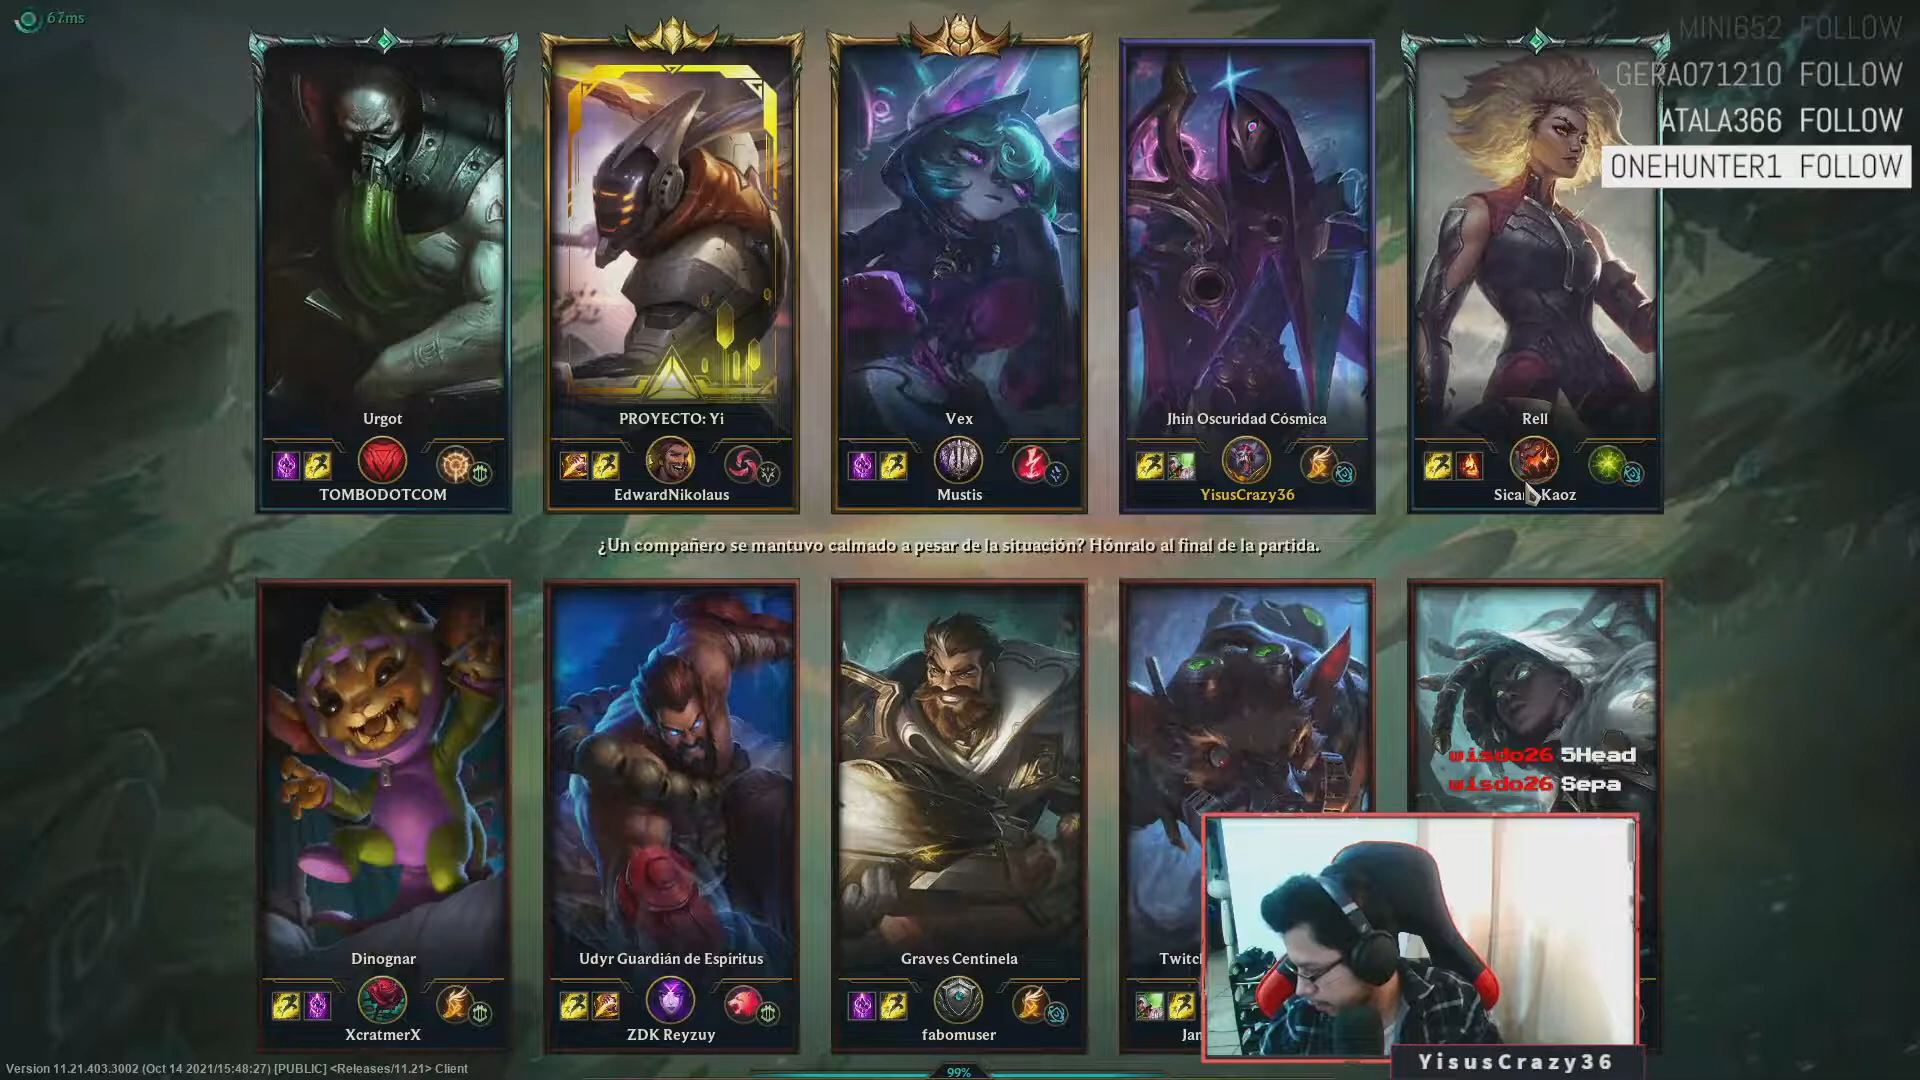 67ms
MINI652 FOLLOW
GERA071210 FOLLOW
ATALA366 FOLLOW
ONEHUNTER1 FOLLOW
Urgot
PROYECTO: Yi
Vex
Jhin Oscuridad Cósmica
Rell
TOMBODOTCOM
EdwardNikolaus
Mustis
YisusCrazy36
Kaoz
¿Un compañero se mantuvo calmado a pesar de la situación? Hónralo al final de la partida.
wisdo26 5Head
wisdo26 Sepa
Dinognar
Udyr Guardián de Espíritus
Graves Centinela
Twitch
XcratmerX
ZDK Reyzuy
fabomuser
Jan
YisusCrazy36
Version 11.21.403.3002 (Oct 14 2021/15:48:27) [PUBLIC] <Releases/11.21> Client
99%